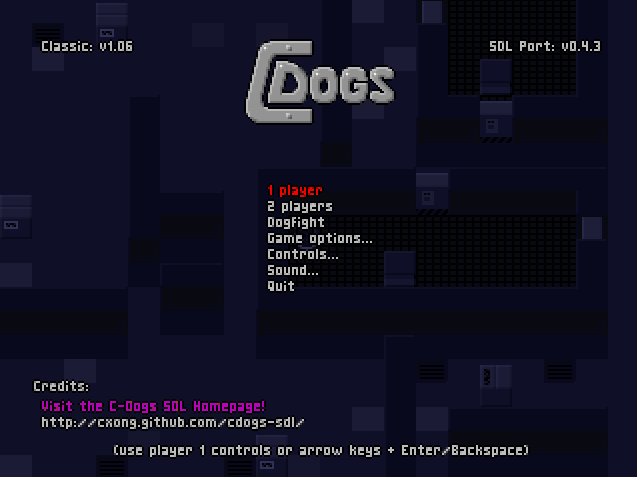 Classic: v1.06
SDL Port: v0.4.3
C DOGS
1 player
2 players
Dogfight
Game options...
Controls...
Sound...
Quit
Credits:
Visit the C-Dogs SDL Homepage!
http://cxong.github.com/cdogs-sdl/
(use player 1 controls or arrow keys + Enter/Backspace)